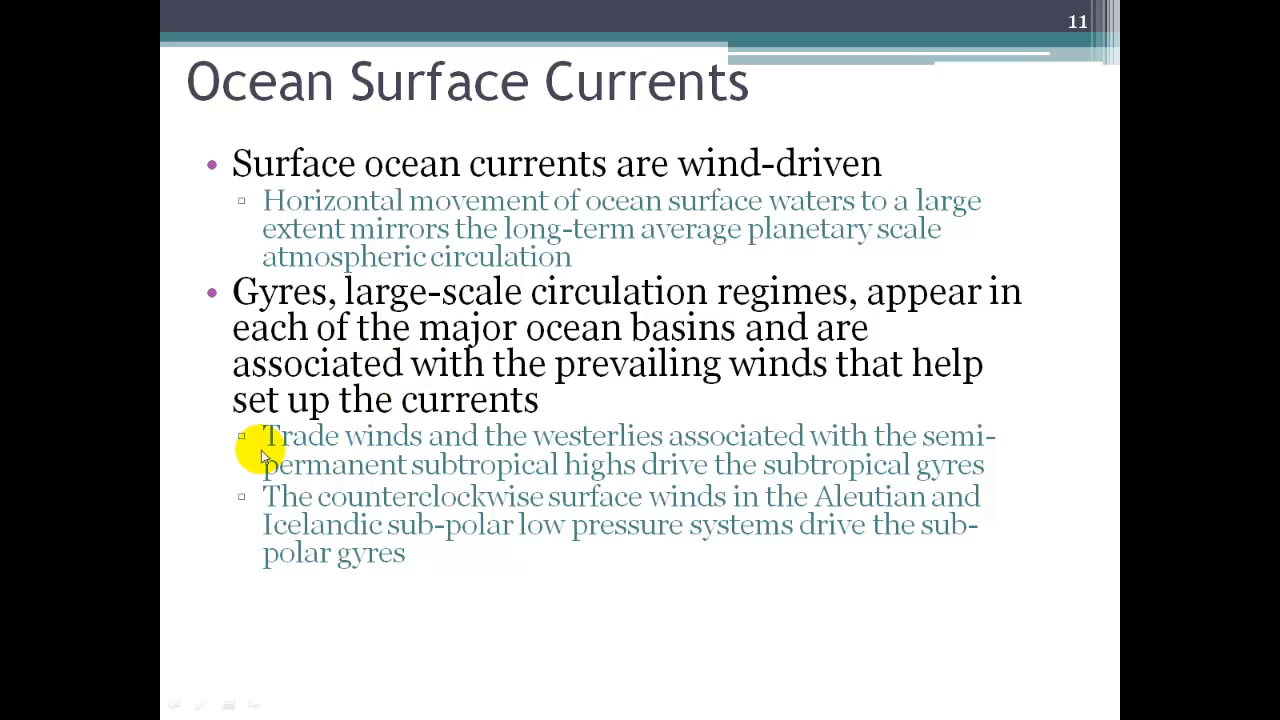 11
Ocean Surface Currents
• Surface ocean currents are wind-driven
▫ Horizontal movement of ocean surface waters to a large
extent mirrors the long-term average planetary scale
atmospheric circulation
• Gyres, large-scale circulation regimes, appear in
each of the major ocean basins and are
associated with the prevailing winds that help
set up the currents
▫ Trade winds and the westerlies associated with the semi-
permanent subtropical highs drive the subtropical gyres
▫ The counterclockwise surface winds in the Aleutian and
Icelandic sub-polar low pressure systems drive the sub-
polar gyres